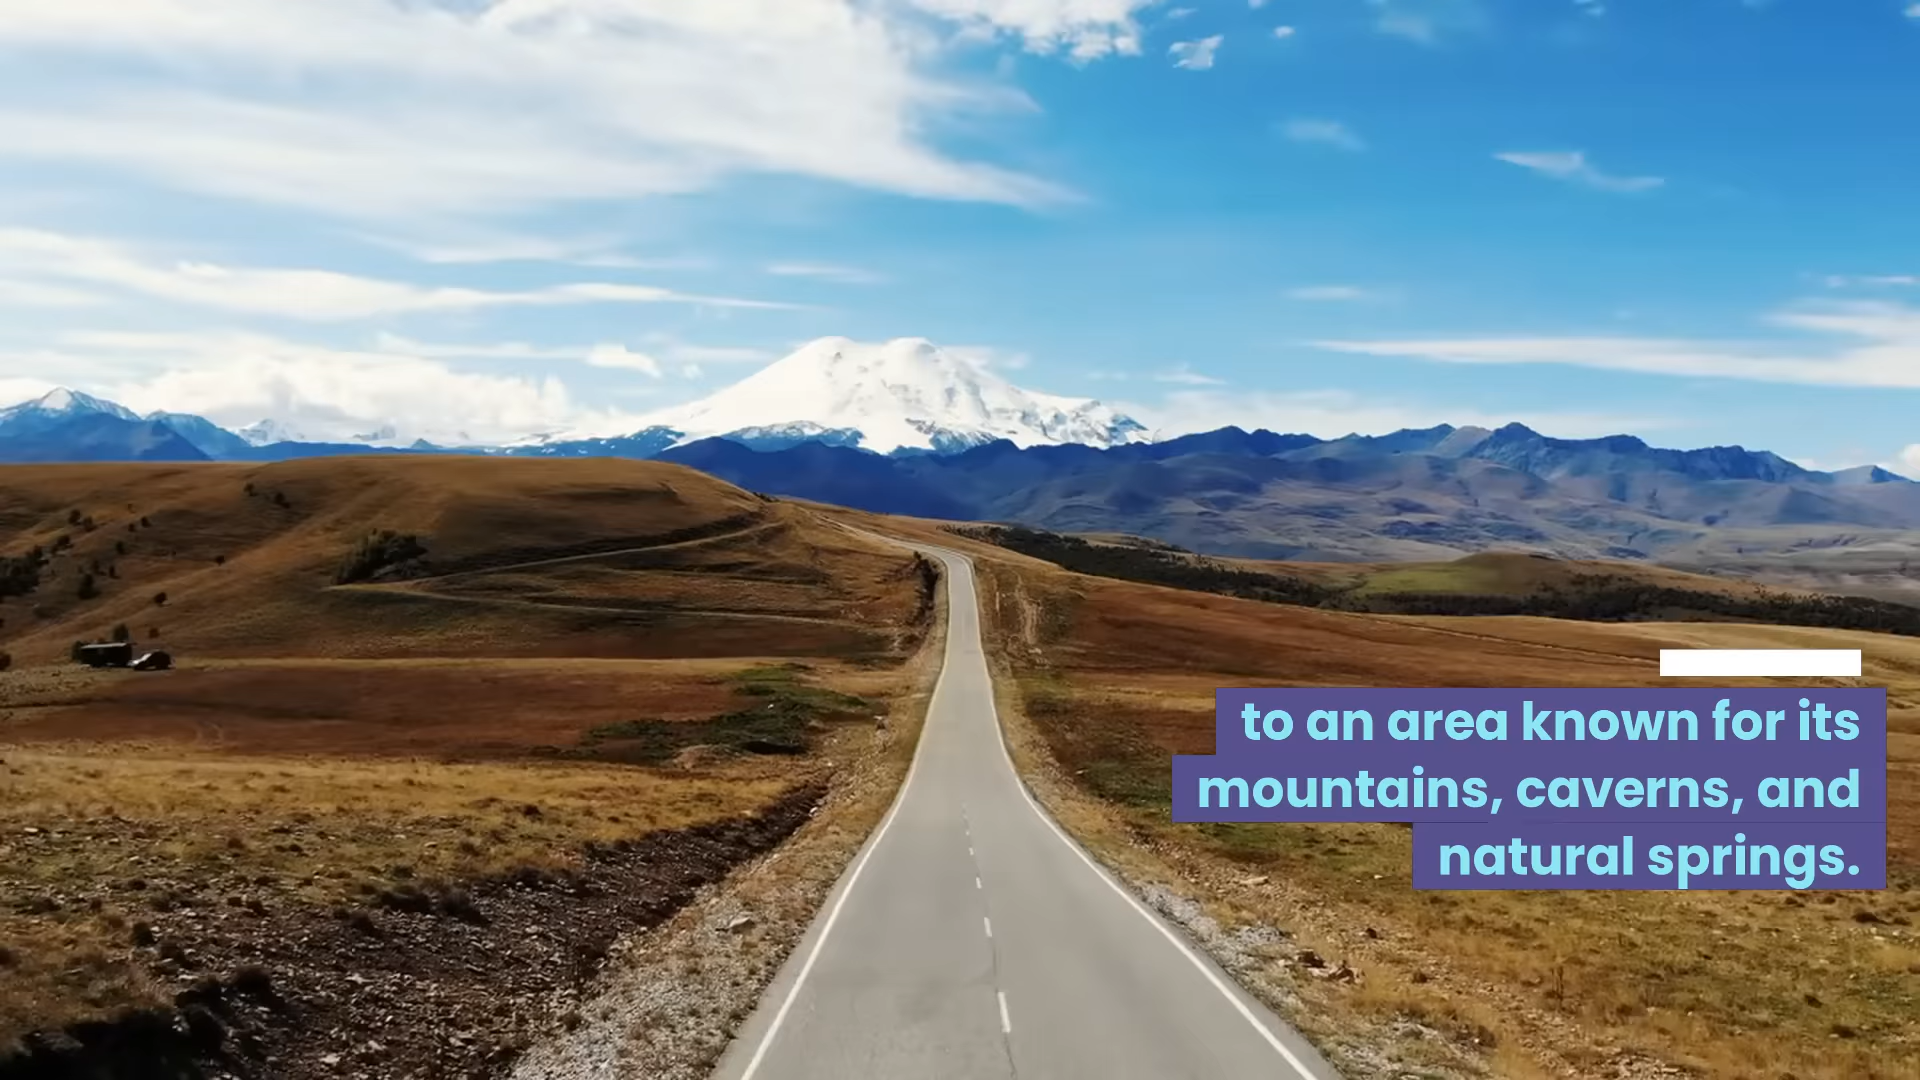 to an area known for its
mountains, caverns, and
natural springs.